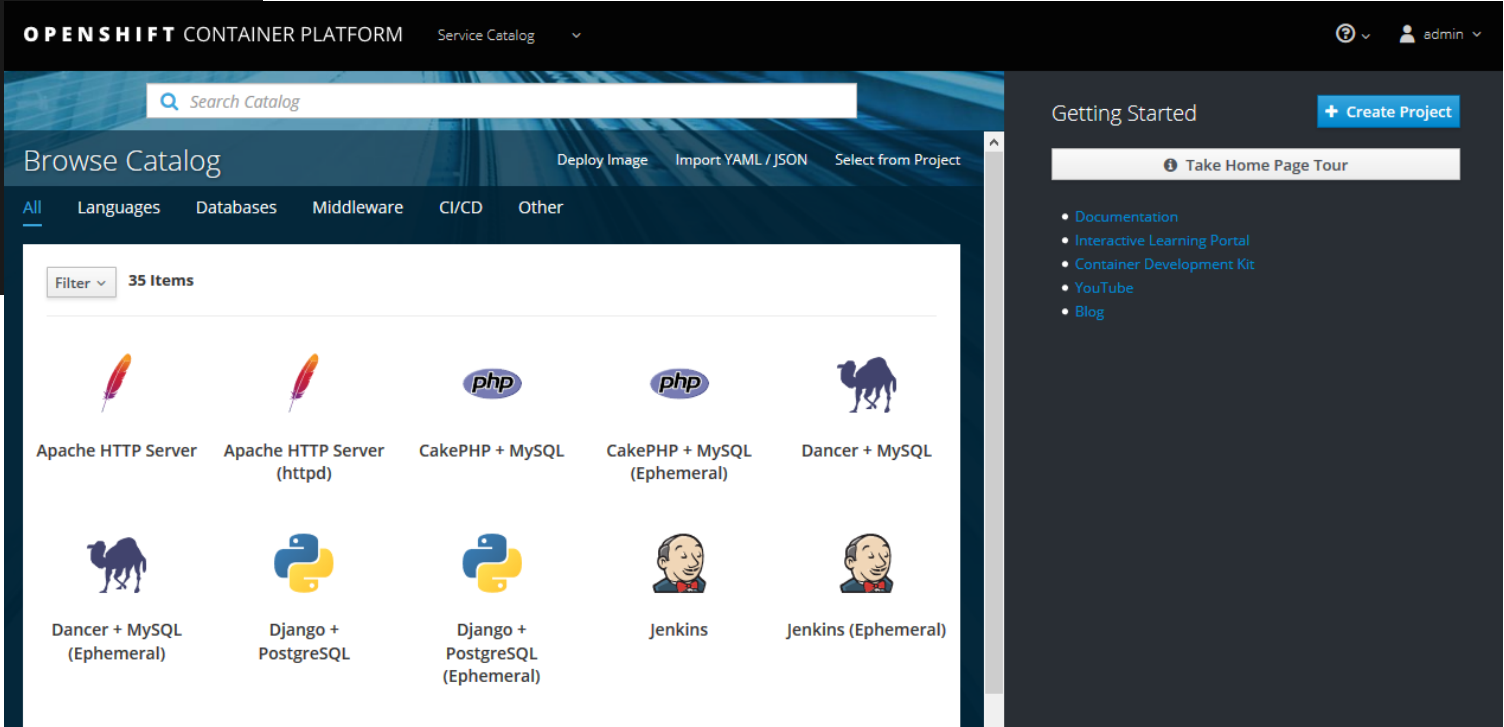 OPENSHIFT CONTAINER PLATFORM Service Catalog admin
Search Catalog
Getting Started Create Project
Browse Catalog Deploy Image Import YAML / JSON Select from Project
Take Home Page Tour
All Languages Databases Middleware CI/CD Other
Documentation
Interactive Learning Portal
Container Development Kit
YouTube
Blog
Filter 35 Items
php php
Apache HTTP Server
Apache HTTP Server
(httpd)
CakePHP + MySQL
CakePHP + MySQL
(Ephemeral)
Dancer + MySQL
Dancer + MySQL
(Ephemeral)
Django +
PostgreSQL
Django +
PostgreSQL
(Ephemeral)
Jenkins
Jenkins (Ephemeral)